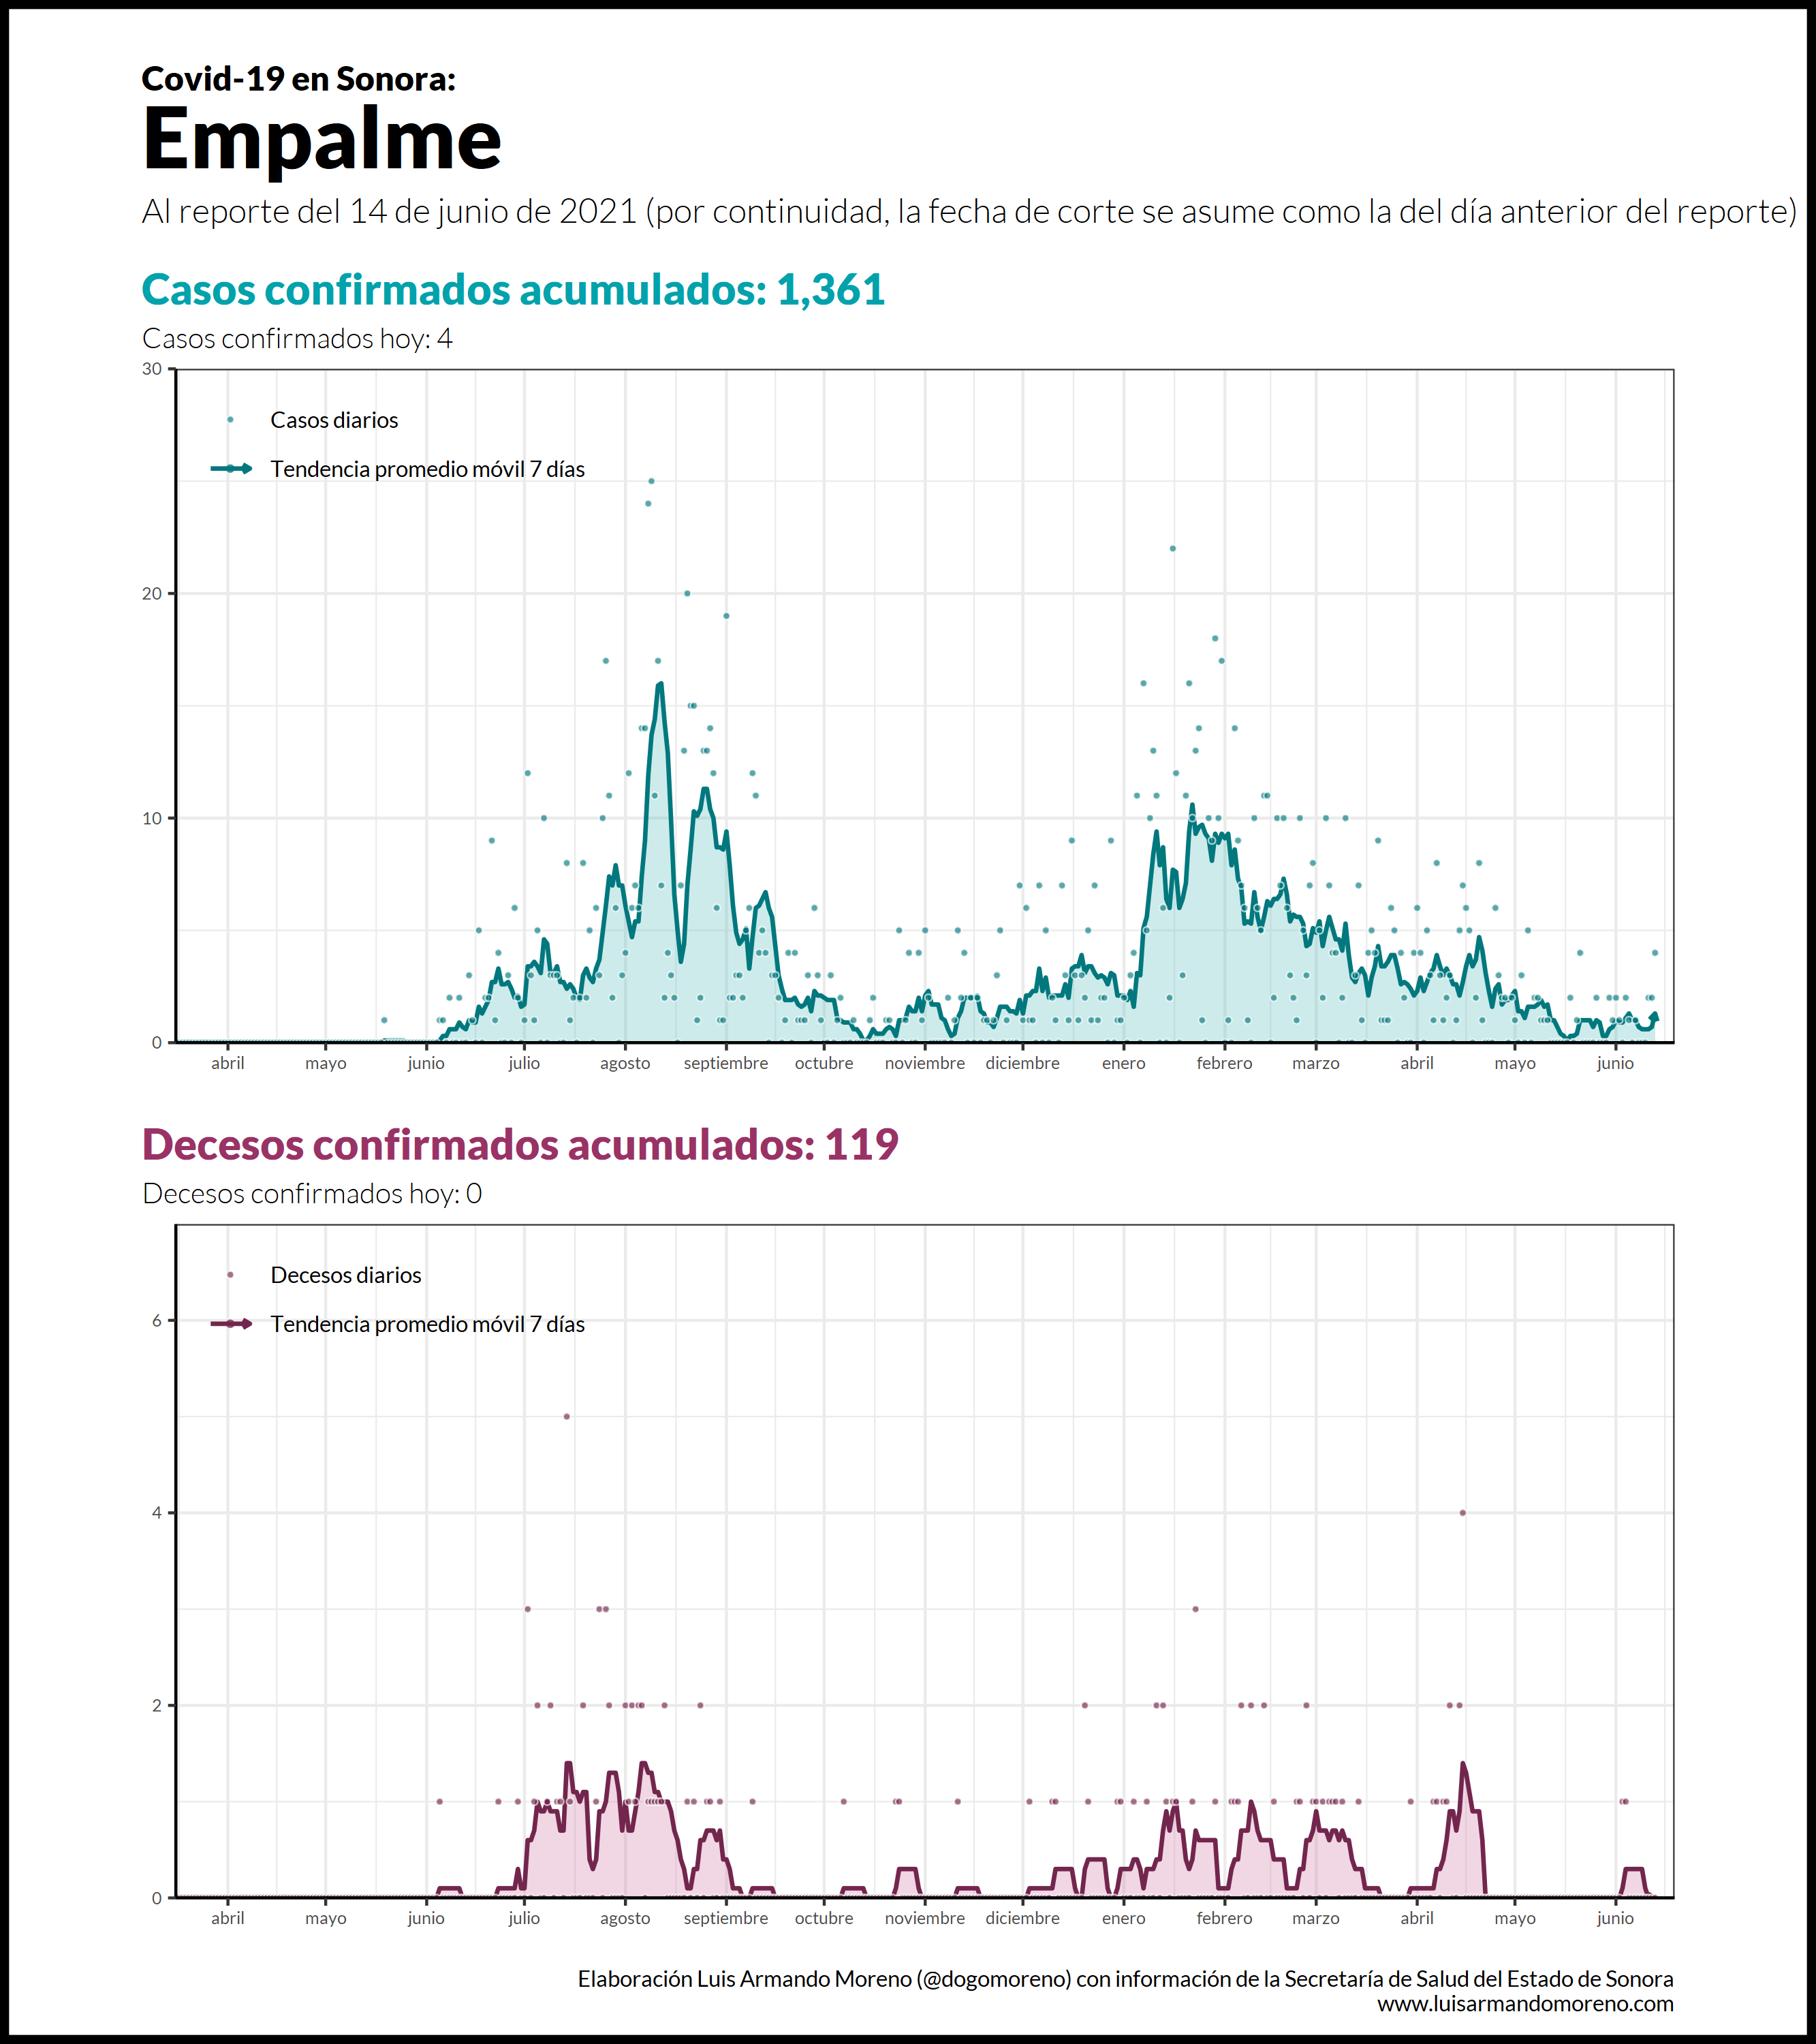 Covid-19 en Sonora:
Empalme
Al reporte del 14 de junio de 2021 (por continuidad, la fecha de corte se asume como la del día anterior del reporte)
Casos confirmados acumulados: 1,361
Casos confirmados hoy: 4
30
Casos diarios
Tendencia promedio móvil 7 días
20
10
0
abril mayo junio julio agosto septiembre octubre noviembre diciembre enero febrero marzo abril mayo junio
Decesos confirmados acumulados: 119
Decesos confirmados hoy: 0
Decesos diarios
6
Tendencia promedio móvil 7 días
4
2
0
abril mayo junio julio agosto septiembre octubre noviembre diciembre enero febrero marzo abril mayo junio
Elaboración Luis Armando Moreno (@dogomoreno) con información de la Secretaría de Salud del Estado de Sonora
www.luisarmandomoreno.com